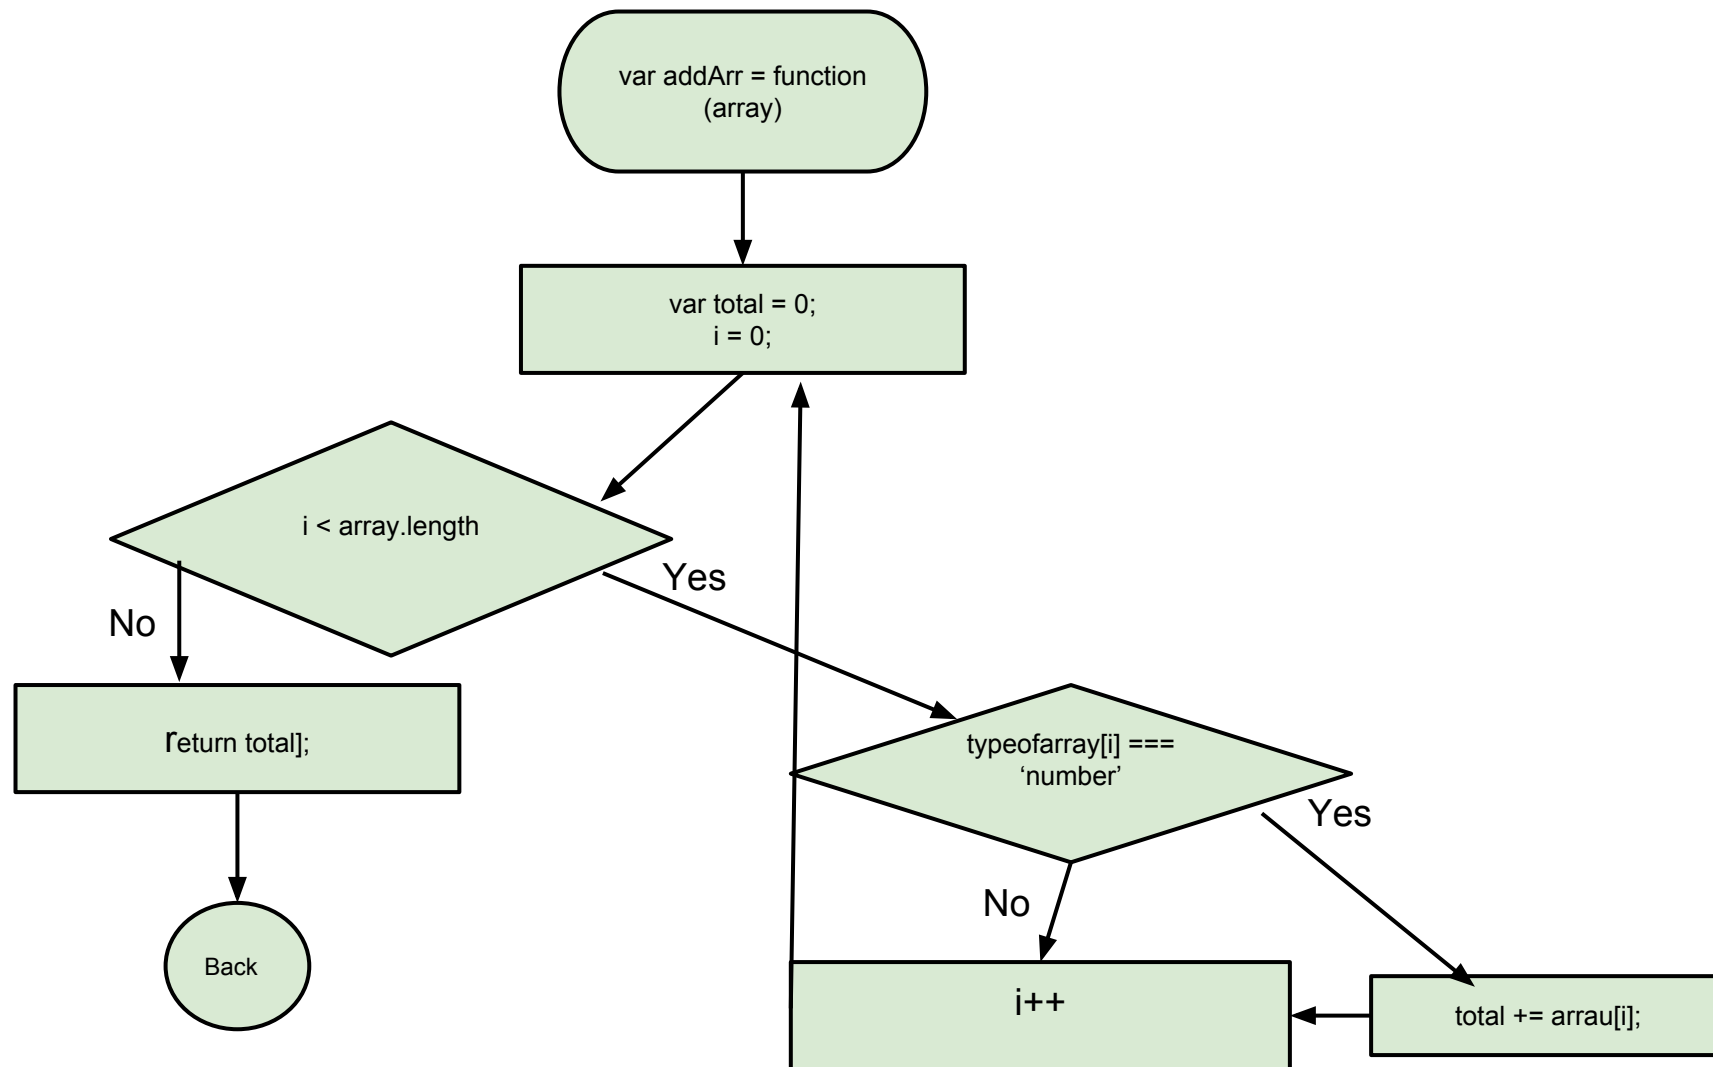 var addArr = function
(array)
var total = 0;
i = 0;
i < array.length
Yes
No
return total];
typeofarray[i] ===
‘number’
Yes
No
Back
i++
total += arrau[i];